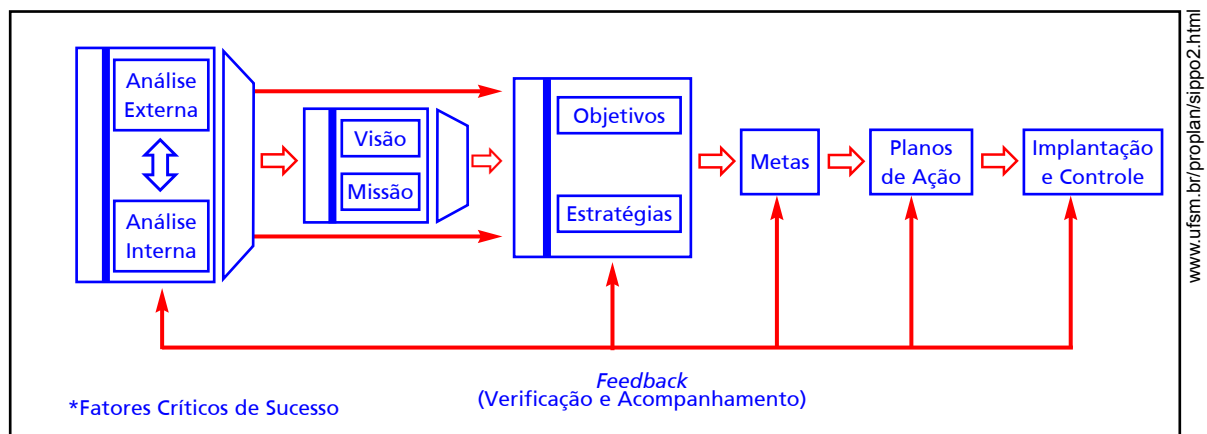 Análise
Externa
Análise
Interna
Visão
Missão
Objetivos
Estratégias
Metas
Planos
de Ação
Implantação
e Controle
Feedback
(Verificação e Acompanhamento)
*Fatores Críticos de Sucesso
www.ufsm.br/proplan/sippo2.html